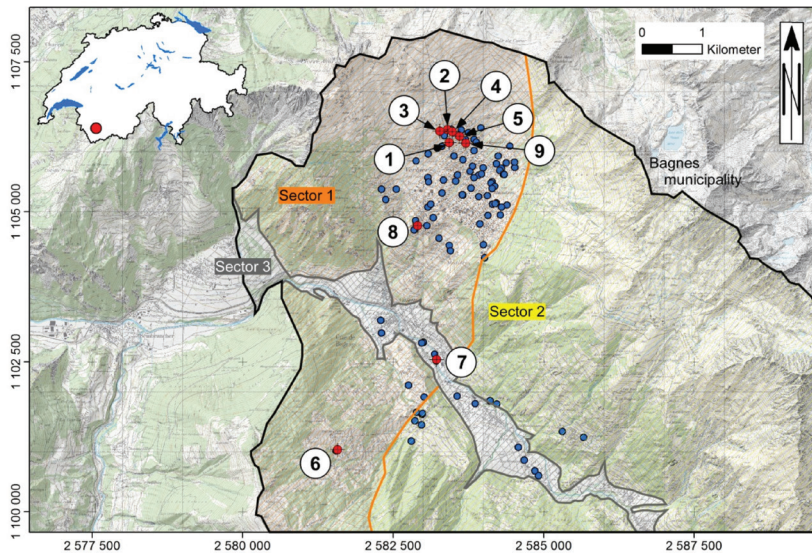 0 1
Kilometer
N
1 107 500
2
4
3
5
1
9
Bagnes
municipality
Sector 1
1 105 000
8
Sector 3
Sector 2
1 102 500
7
6
1 100 000
2 577 500 2 580 000 2 582 500 2 585 000 2 587 500